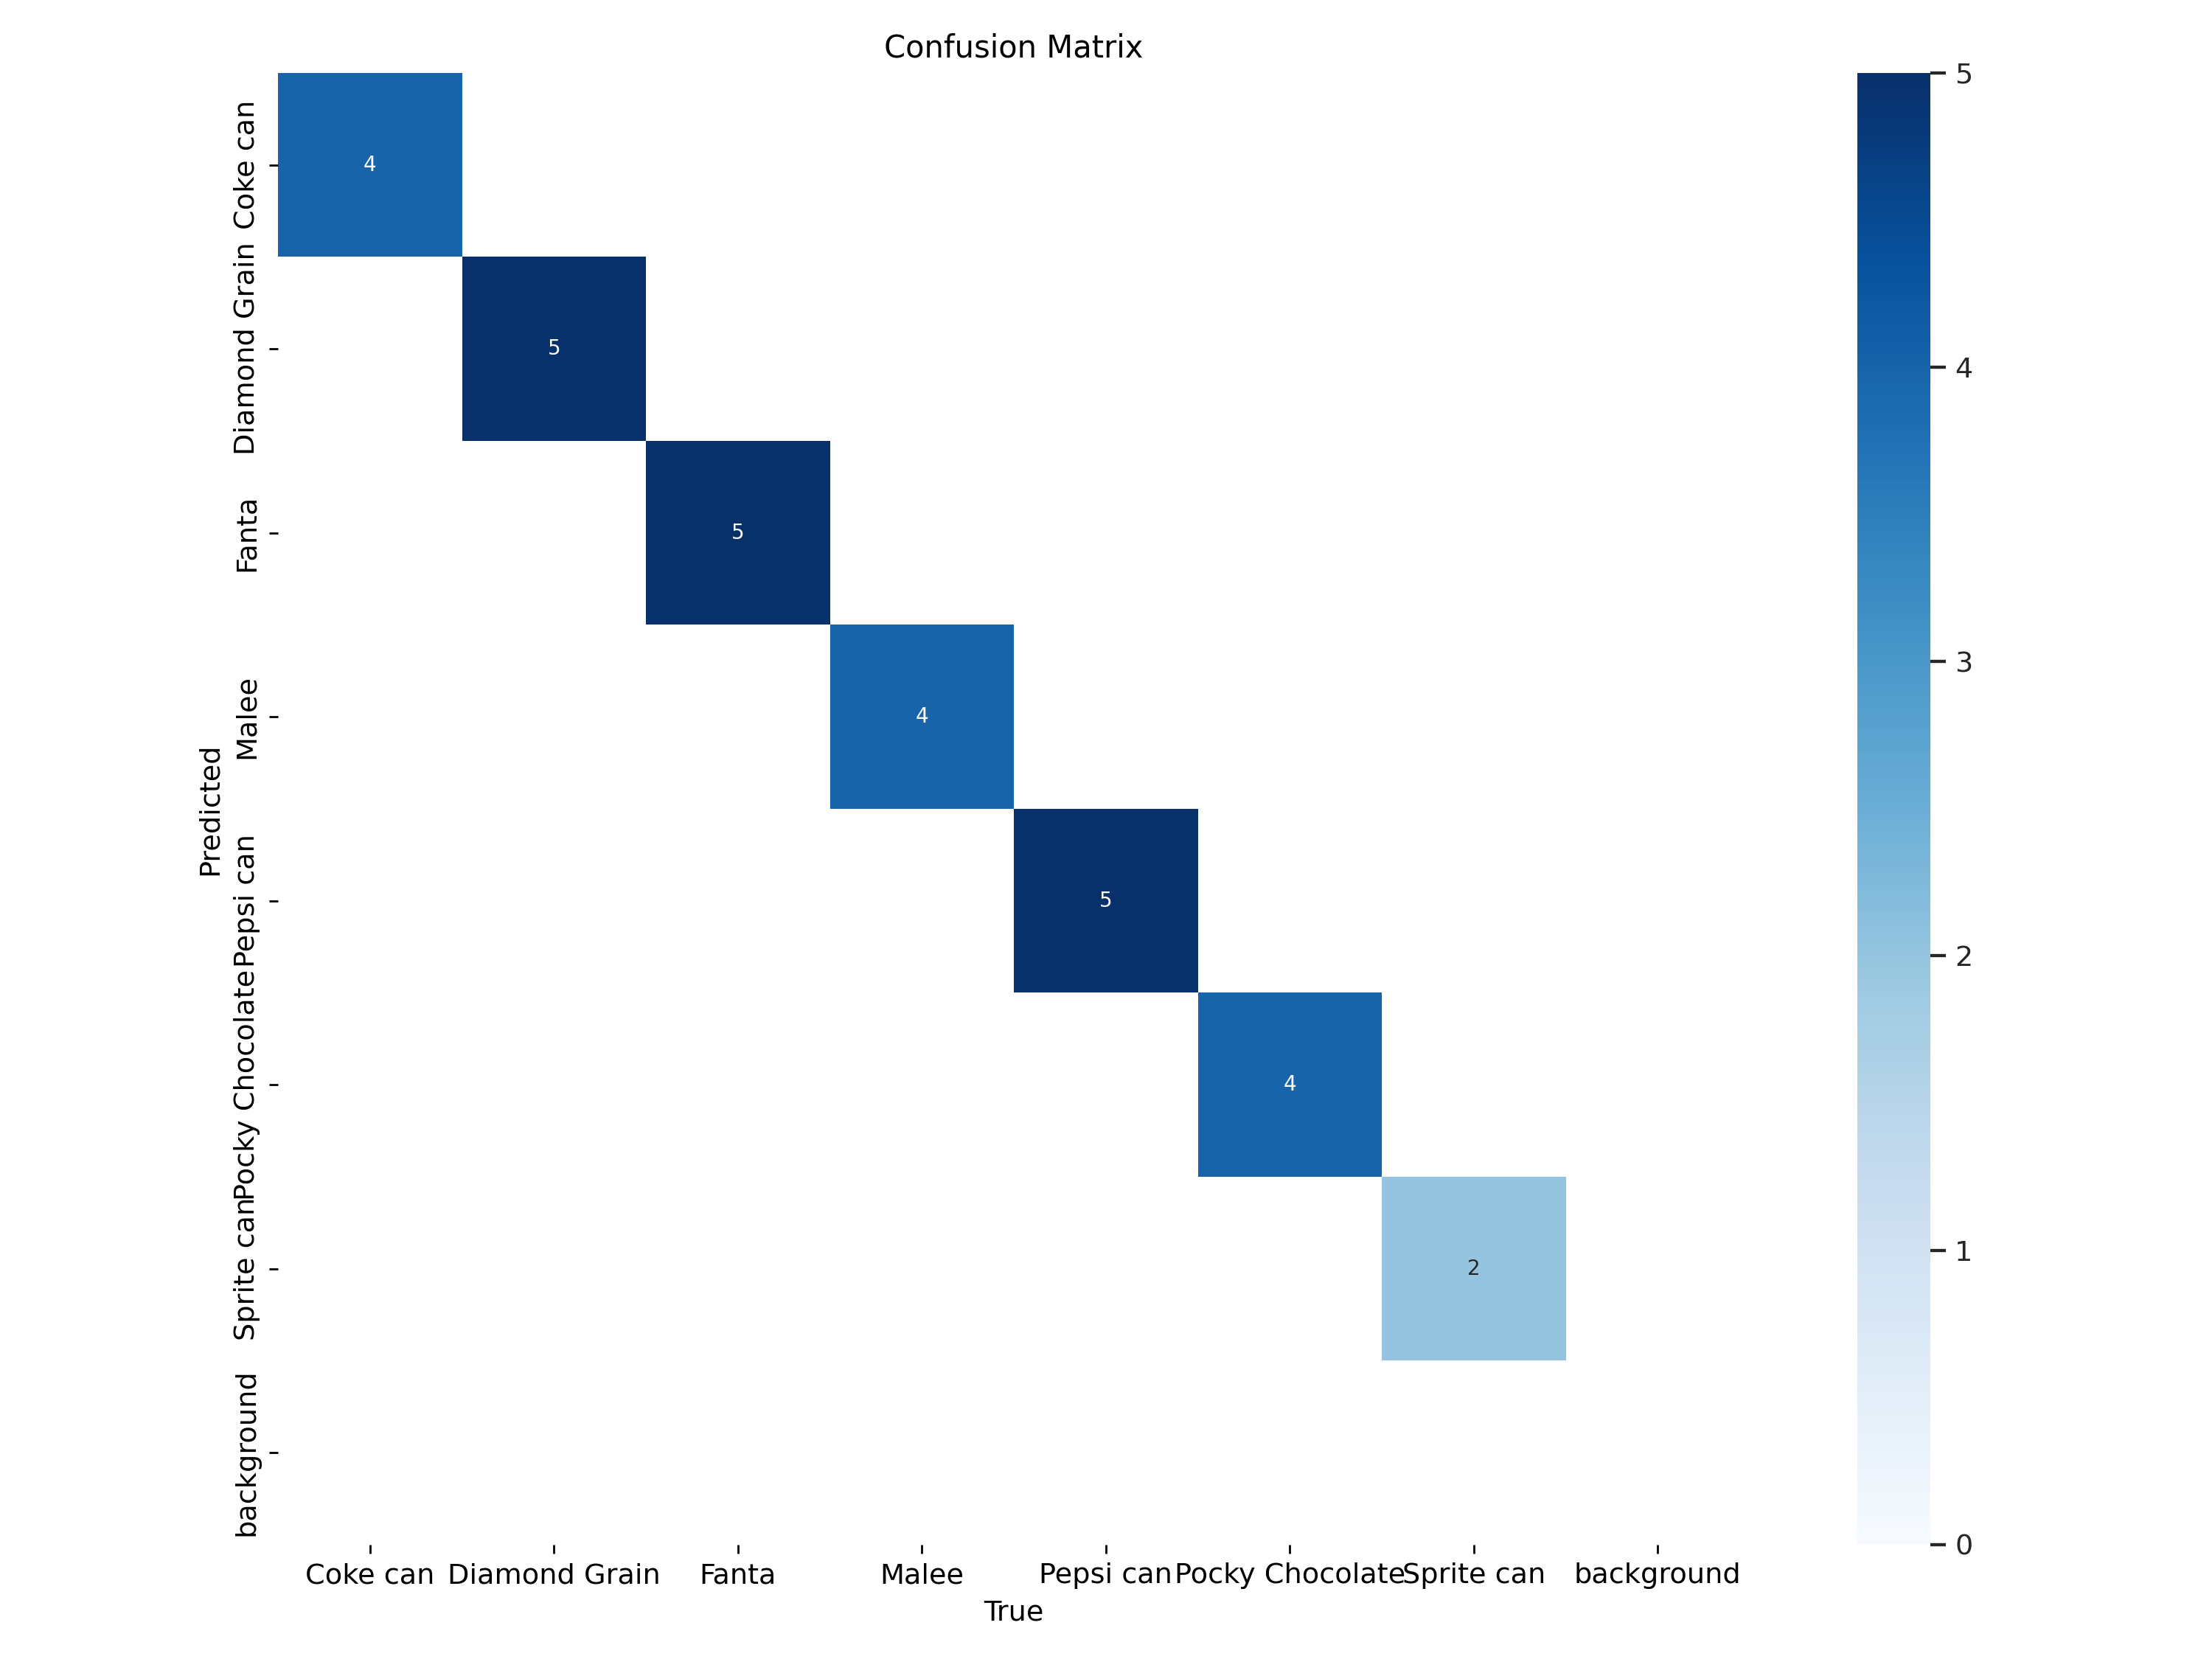 Confusion Matrix
Coke can
Diamond Grain
Fanta
Malee
Pepsi can
Pocky Chocolate
Sprite can
background
Predicted
4
5
5
4
5
4
2
5
4
3
2
1
0
Coke can Diamond Grain Fanta Malee Pepsi can Pocky Chocolate Sprite can background
True